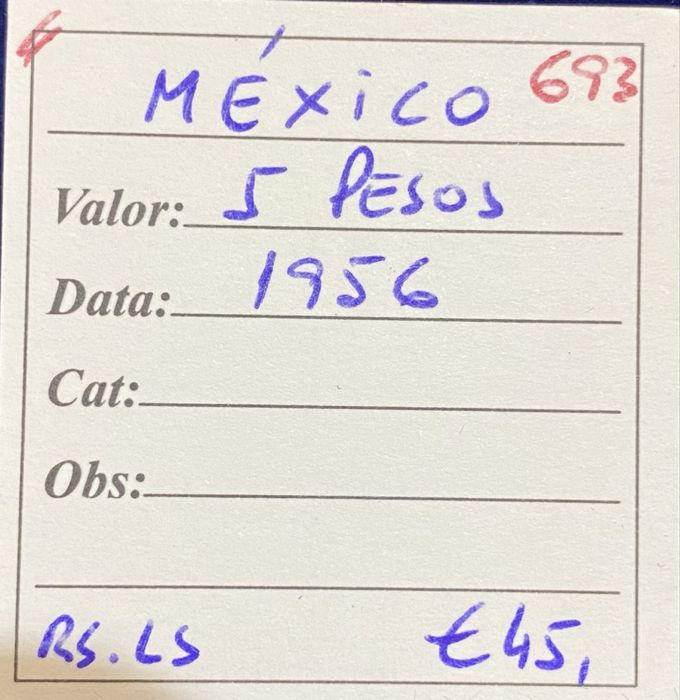 MÉXiCO 693
Valor: 5 PESOS
Data: 1956
Cat:
Obs:
RS. LS €45,